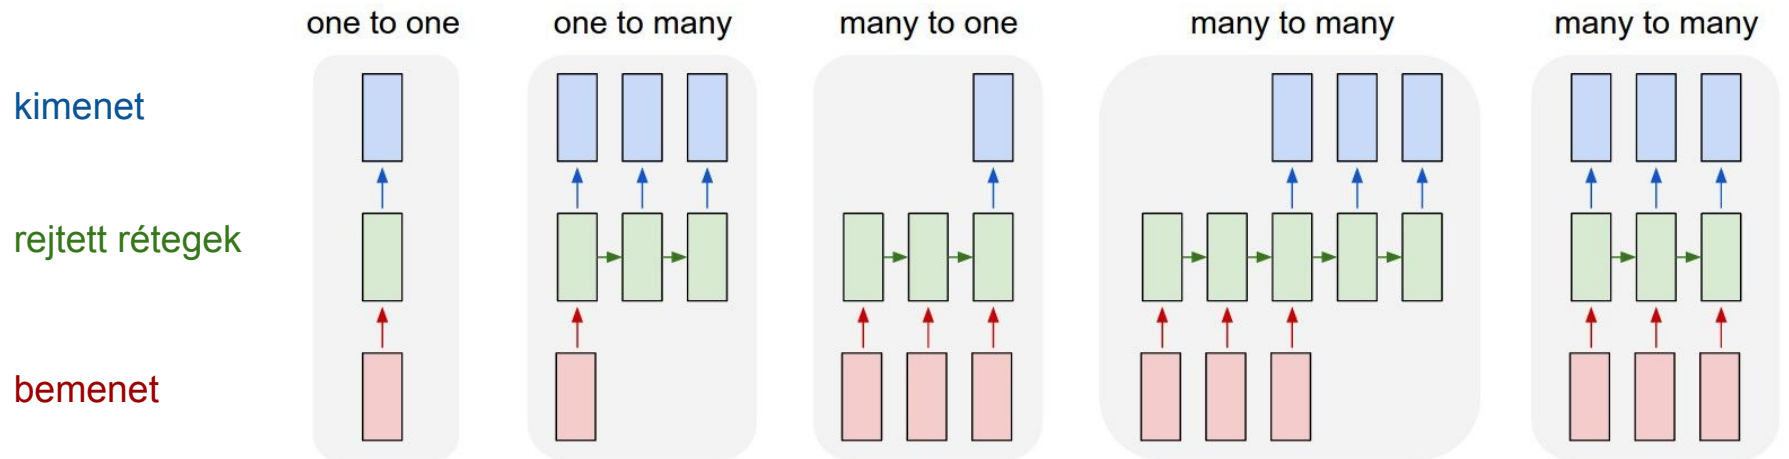 one to one
one to many
many to one
many to many
many to many
kimenet
rejtett rétegek
bemenet